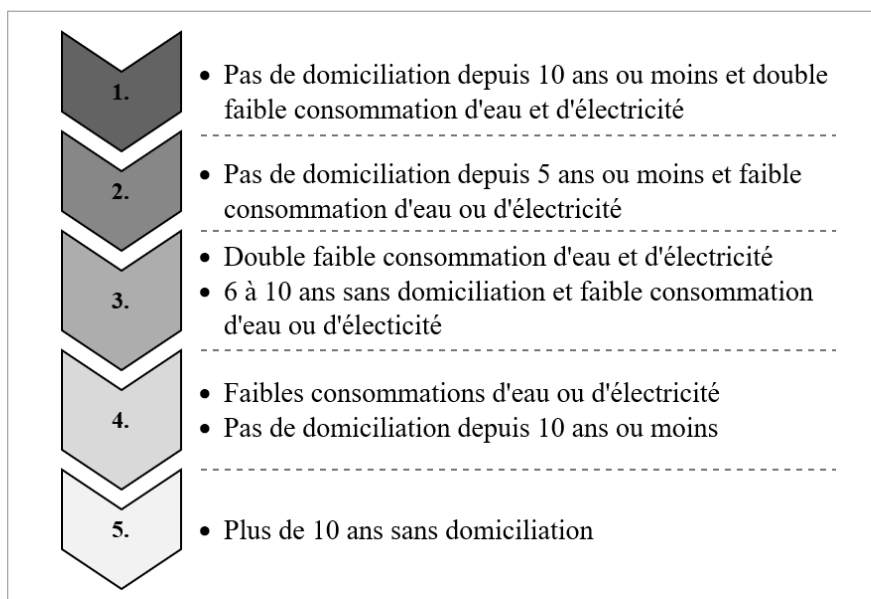 1.
• Pas de domiciliation depuis 10 ans ou moins et double
faible consommation d'eau et d'électricité
2.
• Pas de domiciliation depuis 5 ans ou moins et faible
consommation d'eau ou d'électricité
3.
• Double faible consommation d'eau et d'électricité
• 6 à 10 ans sans domiciliation et faible consommation
d'eau ou d'électicité
4.
• Faibles consommations d'eau ou d'électricité
• Pas de domiciliation depuis 10 ans ou moins
5.
• Plus de 10 ans sans domiciliation